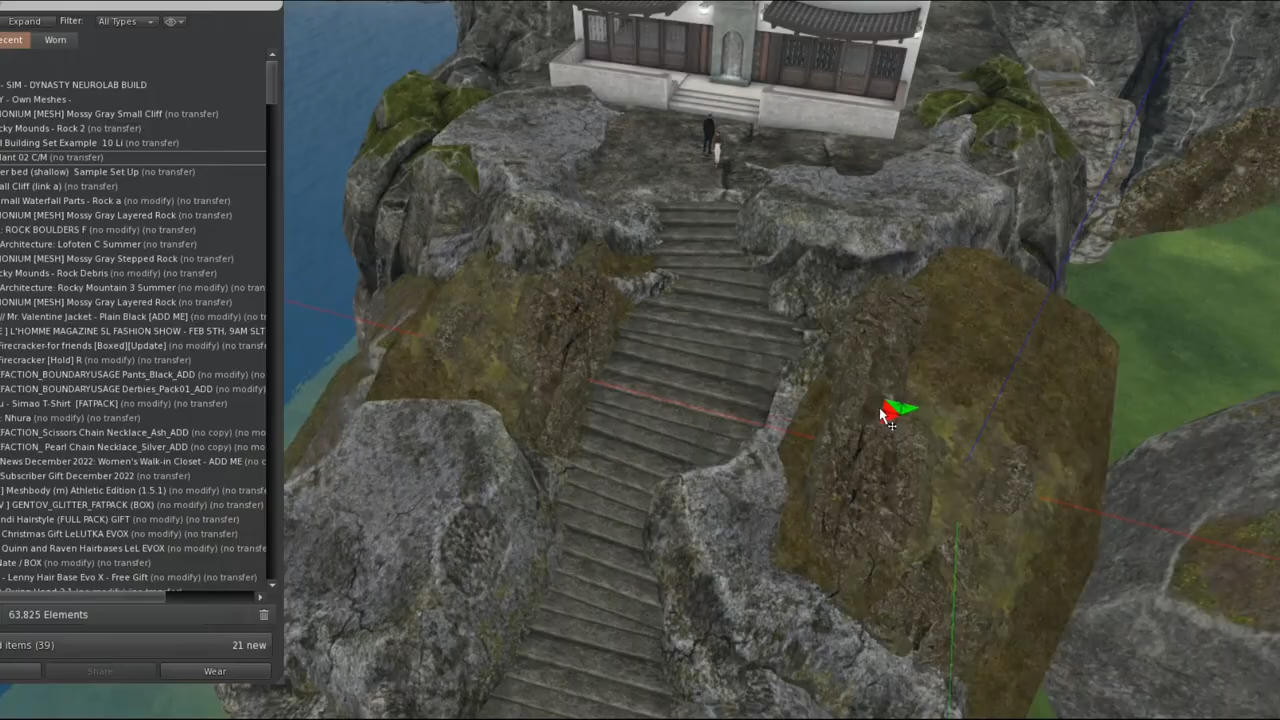 Expand Filter: All Types
ecent Worn
- SIM - DYNASTY NEUROLAB BUILD
Y - Own Meshes -
IONIUM [MESH] Mossy Gray Small Cliff (no transfer)
cky Mounds - Rock 2 (no transfer)
l Building Set Example 10 Li (no transfer)
lant 02 C/M (no transfer)
er bed (shallow) Sample Set Up (no transfer)
all Cliff (link a) (no transfer)
mall Waterfall Parts - Rock a (no modify) (no transfer)
IONIUM [MESH] Mossy Gray Layered Rock (no transfer)
: ROCK BOULDERS F (no modify) (no transfer)
Architecture: Lofoten C Summer (no transfer)
IONIUM [MESH] Mossy Gray Stepped Rock (no transfer)
cky Mounds - Rock Debris (no modify) (no transfer)
Architecture: Rocky Mountain 3 Summer (no modify) (no tran
IONIUM [MESH] Mossy Gray Layered Rock (no transfer)
// Mr. Valentine Jacket - Plain Black [ADD ME] (no modify) (no tr
E ] L'HOMME MAGAZINE SL FASHION SHOW - FEB 5TH, 9AM SLT
Firecracker-for friends [Boxed][Update] (no modify) (no transfer)
Firecracker [Hold] R (no modify) (no transfer)
FACTION_BOUNDARYUSAGE Pants_Black_ADD (no modify) (no
FACTION_BOUNDARYUSAGE Derbies_Pack01_ADD (no modify)
u - Simao T-Shirt [FATPACK] (no modify) (no transfer)
: Nhura (no modify) (no transfer)
FACTION_Scissors Chain Necklace_Ash_ADD (no copy) (no trans
FACTION_ Pearl Chain Necklace_Silver_ADD (no copy) (no trans
News December 2022: Women's Walk-in Closet - ADD ME (no c
Subscriber Gift December 2022 (no transfer)
] Meshbody (m) Athletic Edition (1.5.1) (no modify) (no transfer)
V ] GENTOV_GLITTER_FATPACK (BOX) (no modify) (no transfer)
ndi Hairstyle (FULL PACK) GIFT (no modify) (no transfer)
Christmas Gift LeLUTKA EVOX (no modify) (no transfer)
Quinn and Raven Hairbases LeL EVOX (no modify) (no transfer)
Nate / BOX (no modify) (no transfer)
- Lenny Hair Base Evo X - Free Gift (no modify) (no transfer)
63,825 Elements
d items (39) 21 new
Share Wear